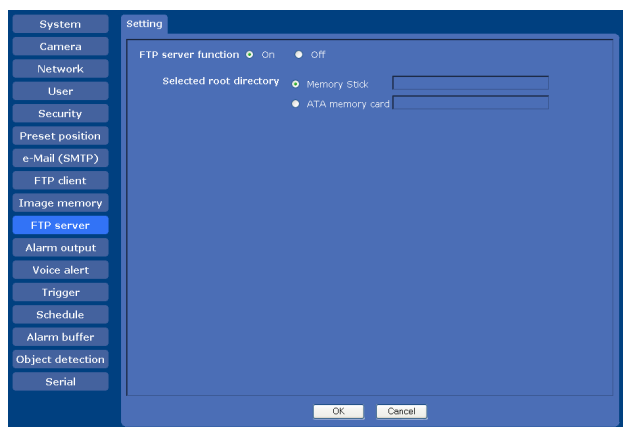 System
Camera
Network
User
Security
Preset position
e-Mail (SMTP)
FTP client
Image memory
FTP server
Alarm output
Voice alert
Trigger
Schedule
Alarm buffer
Object detection
Serial
Setting
FTP server function On Off
Selected root directory Memory Stick
ATA memory card
OK Cancel